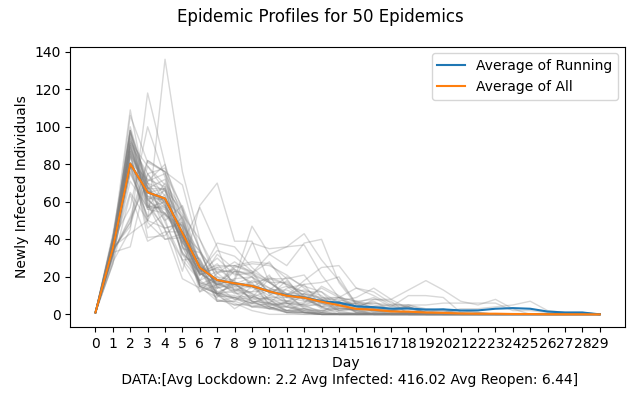 Epidemic Profiles for 50 Epidemics
Average of Running
Average of All
Newly Infected Individuals
140
120
100
80
60
40
20
0
0 1 2 3 4 5 6 7 8 9 10 11 12 13 14 15 16 17 18 19 20 21 22 23 24 25 26 27 28 29
Day
DATA:[Avg Lockdown: 2.2 Avg Infected: 416.02 Avg Reopen: 6.44]